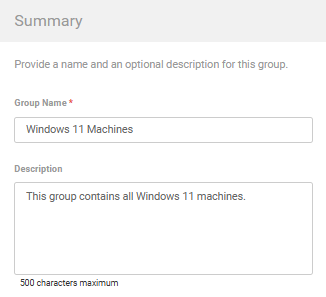 Summary
Provide a name and an optional description for this group.
Group Name *
Windows 11 Machines
Description
This group contains all Windows 11 machines.
500 characters maximum